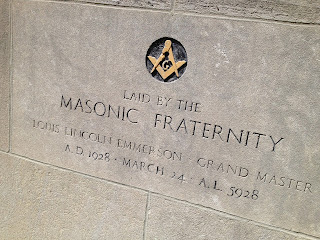 G
LAID BY THE
MASONIC FRATERNITY
LOUIS LINCOLN EMMERSON GRAND MASTER
A.D. 1928 · MARCH 24 · A.L. 5928